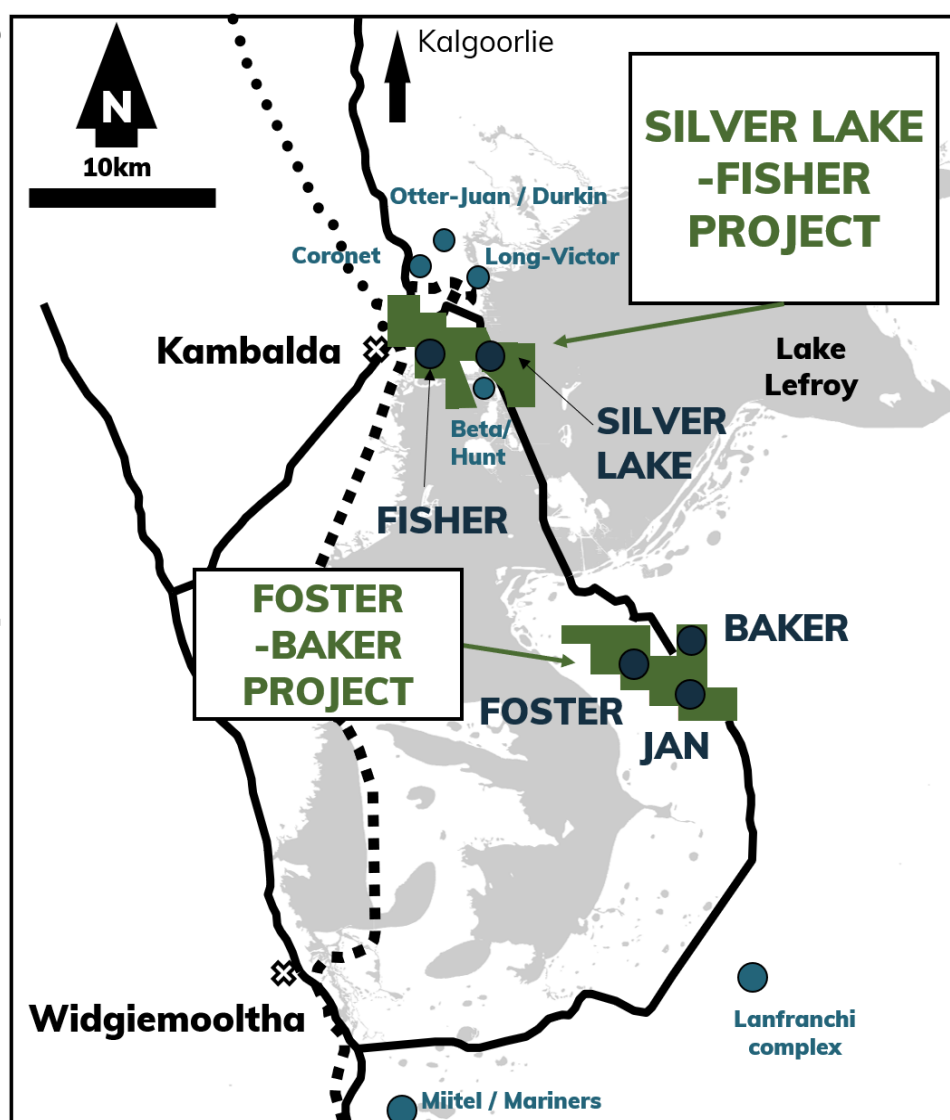 Kalgoorlie
N
10km
SILVER LAKE
-FISHER
PROJECT
Otter-Juan / Durkin
Coronet
Long-Victor
Kambalda
Lake
Lefroy
Beta/
Hunt
SILVER
LAKE
FISHER
FOSTER
-BAKER
PROJECT
BAKER
FOSTER
JAN
Widgiemooltha
Lanfranchi
complex
Miitel / Mariners